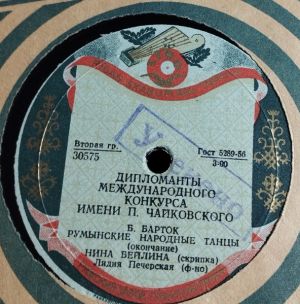 Вторая гр.
30575
Гост 5289-56
3-00
ДИПЛОМАНТЫ
МЕЖДУНАРОДНОГО
КОНКУРСА
ИМЕНИ П. ЧАЙКОВСКОГО
Б. БАРТОК
РУМЫНСКИЕ НАРОДНЫЕ ТАНЦЫ
(окончание)
НИНА БЕЙЛИНА (скрипка)
Лидия Печерская (ф-но)